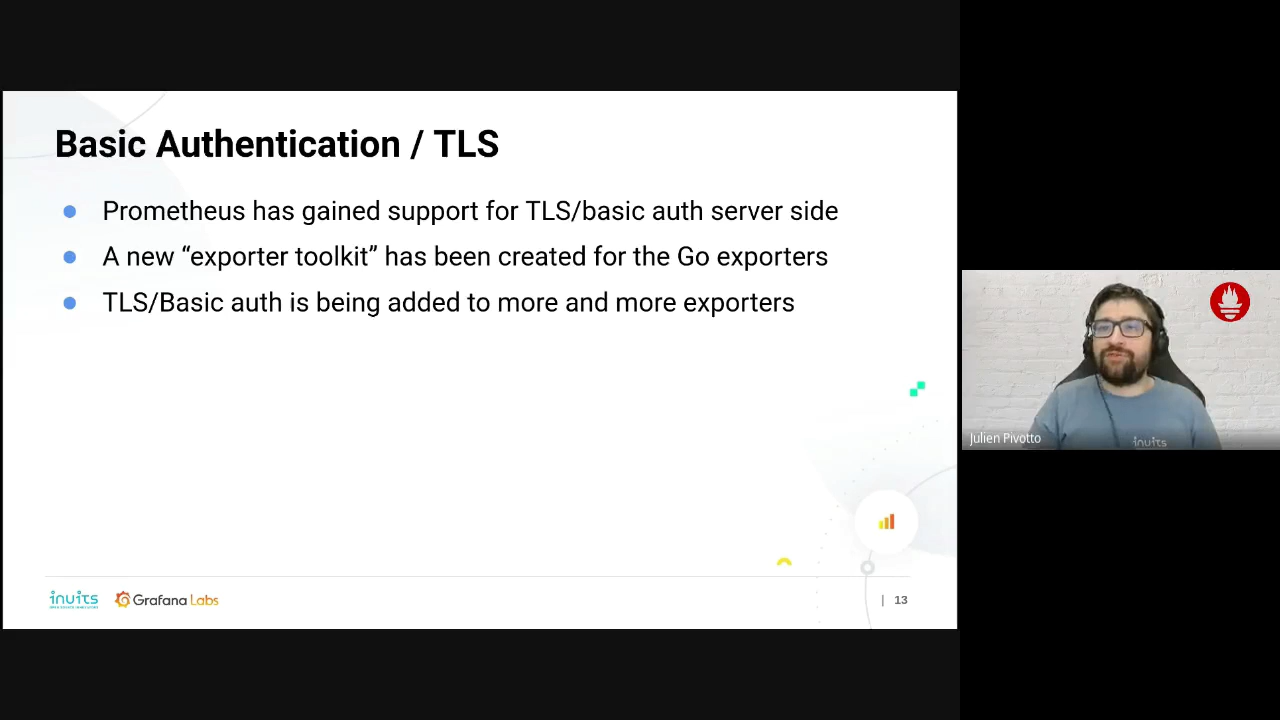 Basic Authentication / TLS
Prometheus has gained support for TLS/basic auth server side
A new “exporter toolkit” has been created for the Go exporters
TLS/Basic auth is being added to more and more exporters
Julien Pivotto
inuits
inuits
Grafana Labs
| 13